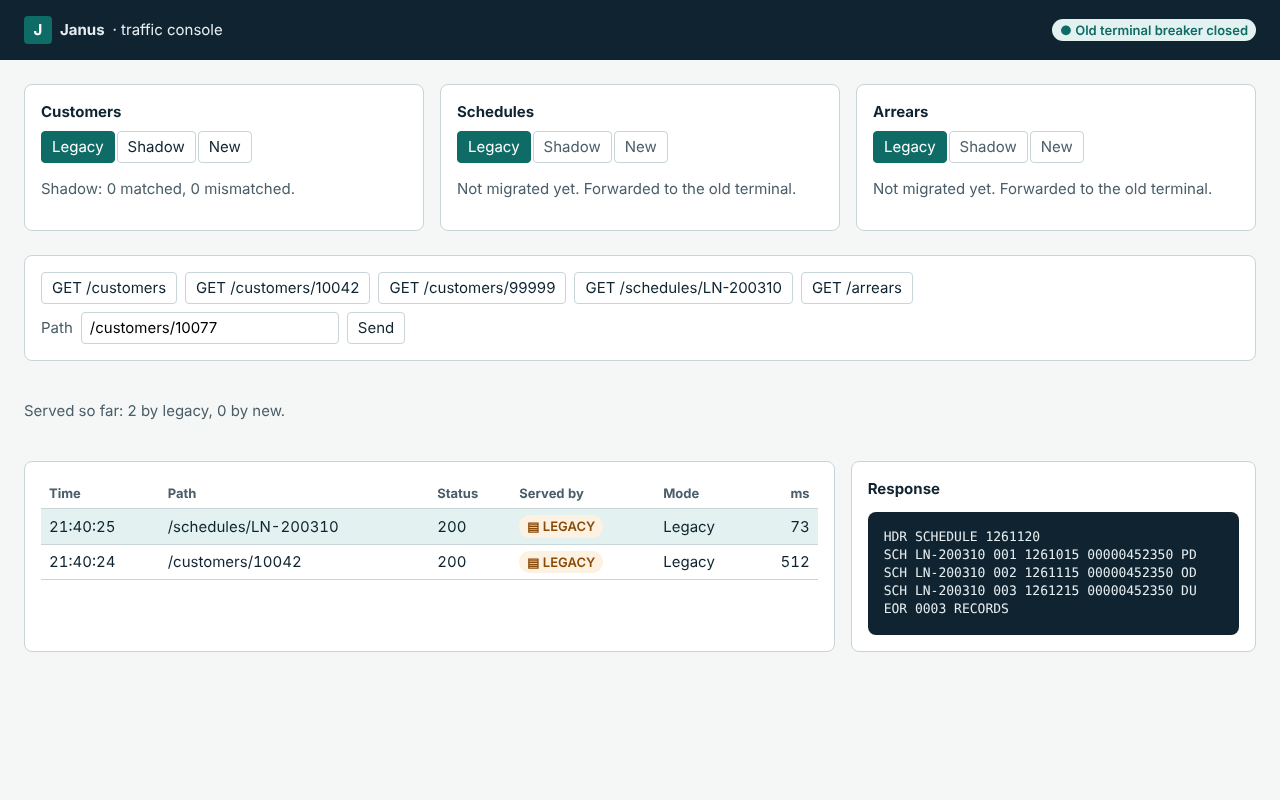 J Janus · traffic console
Old terminal breaker closed
Customers
Legacy Shadow New
Shadow: 0 matched, 0 mismatched.
Schedules
Legacy Shadow New
Not migrated yet. Forwarded to the old terminal.
Arrears
Legacy Shadow New
Not migrated yet. Forwarded to the old terminal.
GET /customers GET /customers/10042 GET /customers/99999 GET /schedules/LN-200310 GET /arrears
Path /customers/10077 Send
Served so far: 2 by legacy, 0 by new.
Time Path Status Served by Mode ms
21:40:25 /schedules/LN-200310 200 LEGACY Legacy 73
21:40:24 /customers/10042 200 LEGACY Legacy 512
Response
HDR SCHEDULE 1261120
SCH LN-200310 001 1261015 00000452350 PD
SCH LN-200310 002 1261115 00000452350 OD
SCH LN-200310 003 1261215 00000452350 DU
EOR 0003 RECORDS